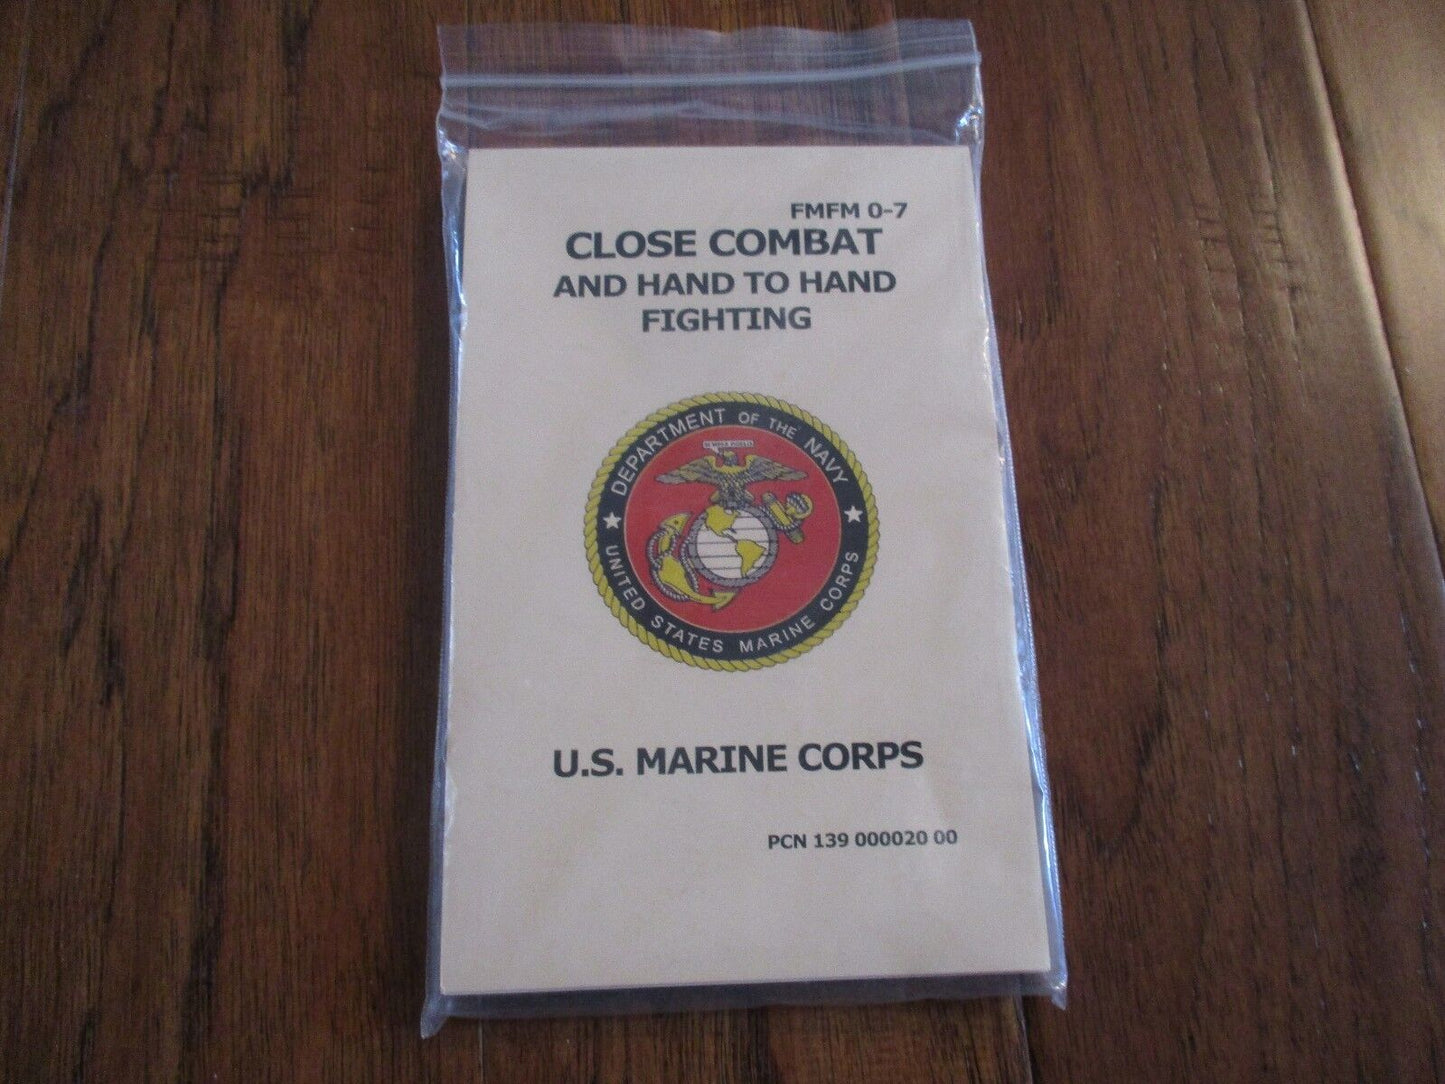 FMFM 0-7
CLOSE COMBAT
AND HAND TO HAND
FIGHTING
DEPARTMENT OF THE NAVY
UNITED STATES MARINE CORPS
U.S. MARINE CORPS
PCN 139 000020 00